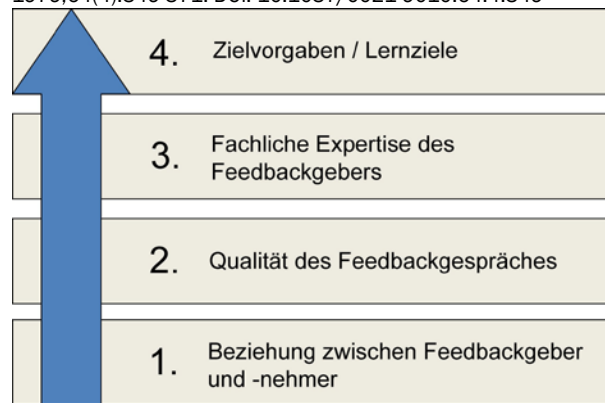 4. Zielvorgaben / Lernziele
3. Fachliche Expertise des
Feedbackgebers
2. Qualität des Feedbackgespräches
1. Beziehung zwischen Feedbackgeber
und -nehmer